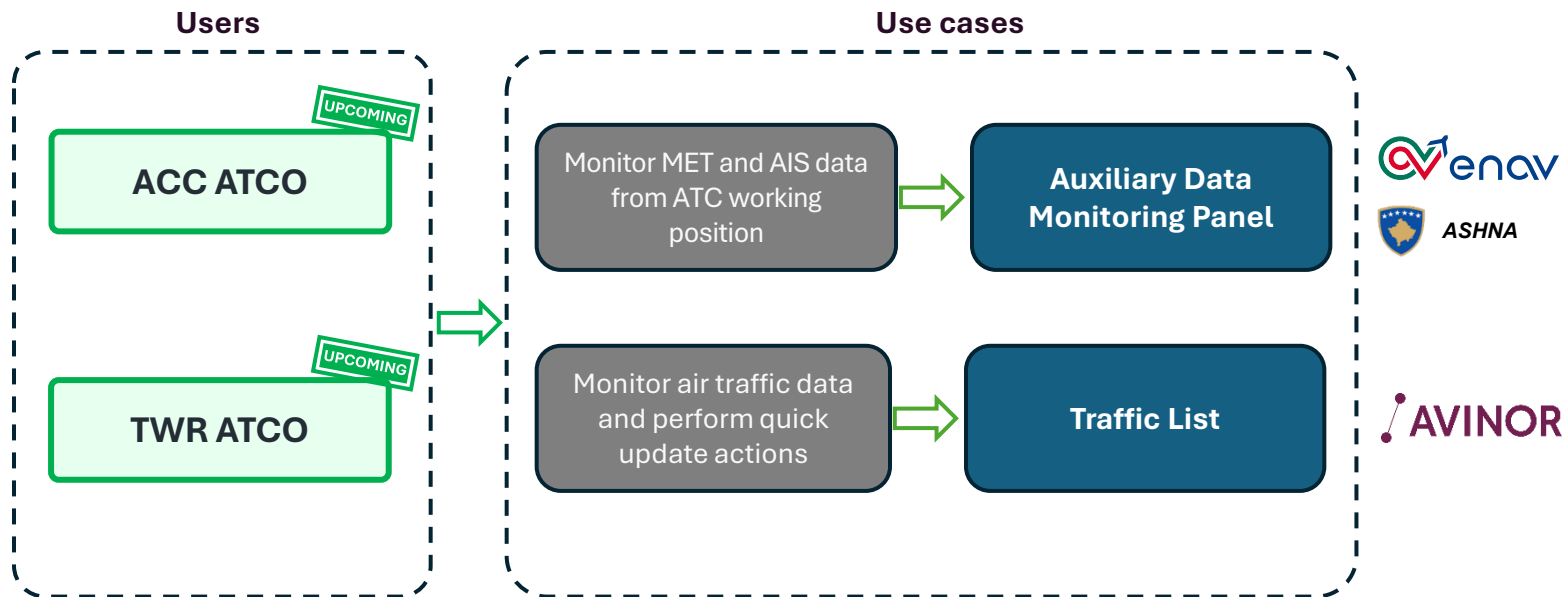 Users
Use cases
UPCOMING
ACC ATCO
Monitor MET and AIS data
from ATC working
position
Auxiliary Data
Monitoring Panel
enav
ASHNA
UPCOMING
TWR ATCO
Monitor air traffic data
and perform quick
update actions
Traffic List
AVINOR